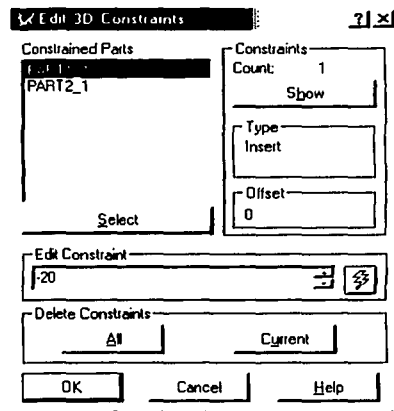 Edit 3D Constraints
Constrained Parts
PART2_1
Select
Constraints
Count: 1
Show
Type
Insert
Offset
0
Edit Constraint
-20
Delete Constraints
All
Current
OK
Cancel
Help